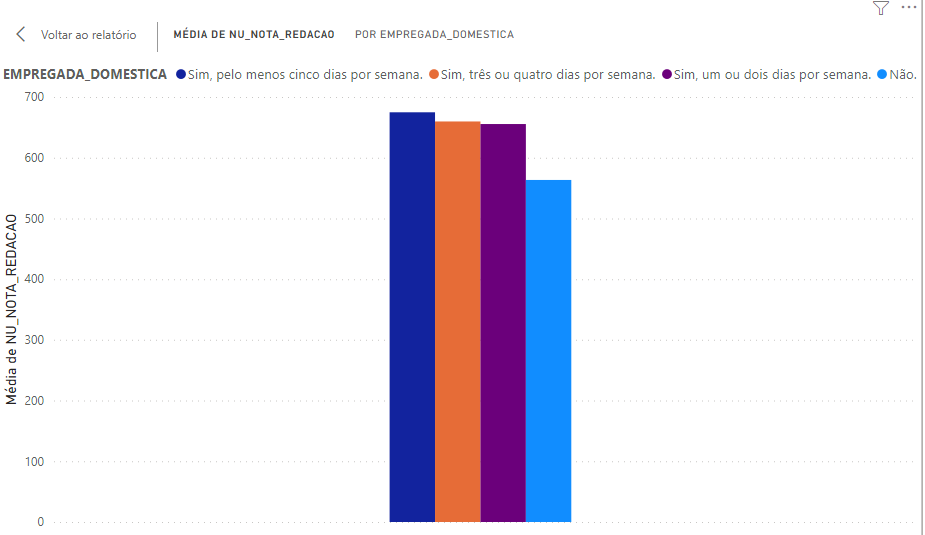 Voltar ao relatório
MÉDIA DE NU_NOTA_REDACAO
POR EMPREGADA_DOMESTICA
EMPREGADA_DOMESTICA Sim, pelo menos cinco dias por semana. Sim, três ou quatro dias por semana. Sim, um ou dois dias por semana. Não.
Média de NU_NOTA_REDACAO
700
600
500
400
300
200
100
0